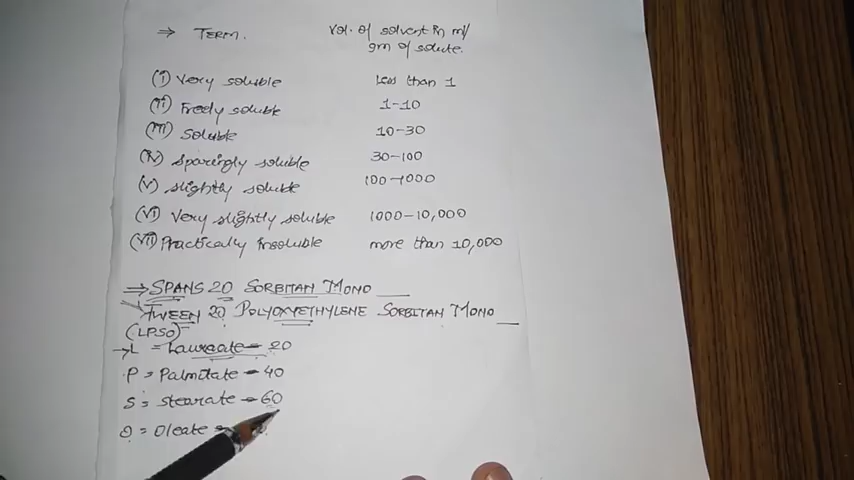 ⇒ TERM. Vol. of solvent in ml/
gm of solute.
(I) Very soluble Less than 1
(II) Freely soluble 1-10
(III) Soluble 10-30
(IV) Sparingly soluble 30-100
(V) Slightly soluble 100-1000
(VI) Very slightly soluble 1000-10,000
(VII) Practically insoluble more than 10,000
⇒ SPANS 20 SORBITAN MONO ___
TWEEN 20 POLYOXYETHYLENE SORBITAN MONO ___
(LPSO)
→ L = Lauraate - 20
P = Palmitate - 40
S = Stearate - 60
O = Oleate -